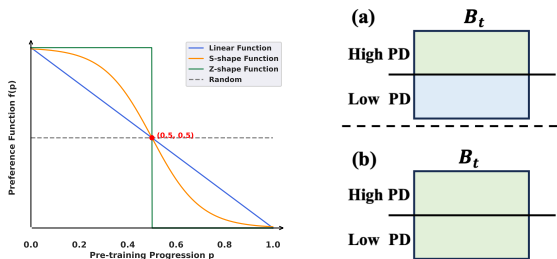 Preference Function f(p)
Linear Function
S-shape Function
Z-shape Function
Random
(0.5, 0.5)
0.0 0.2 0.4 0.6 0.8 1.0
Pre-training Progression p
(a) B_t
High PD
Low PD
(b) B_t
High PD
Low PD